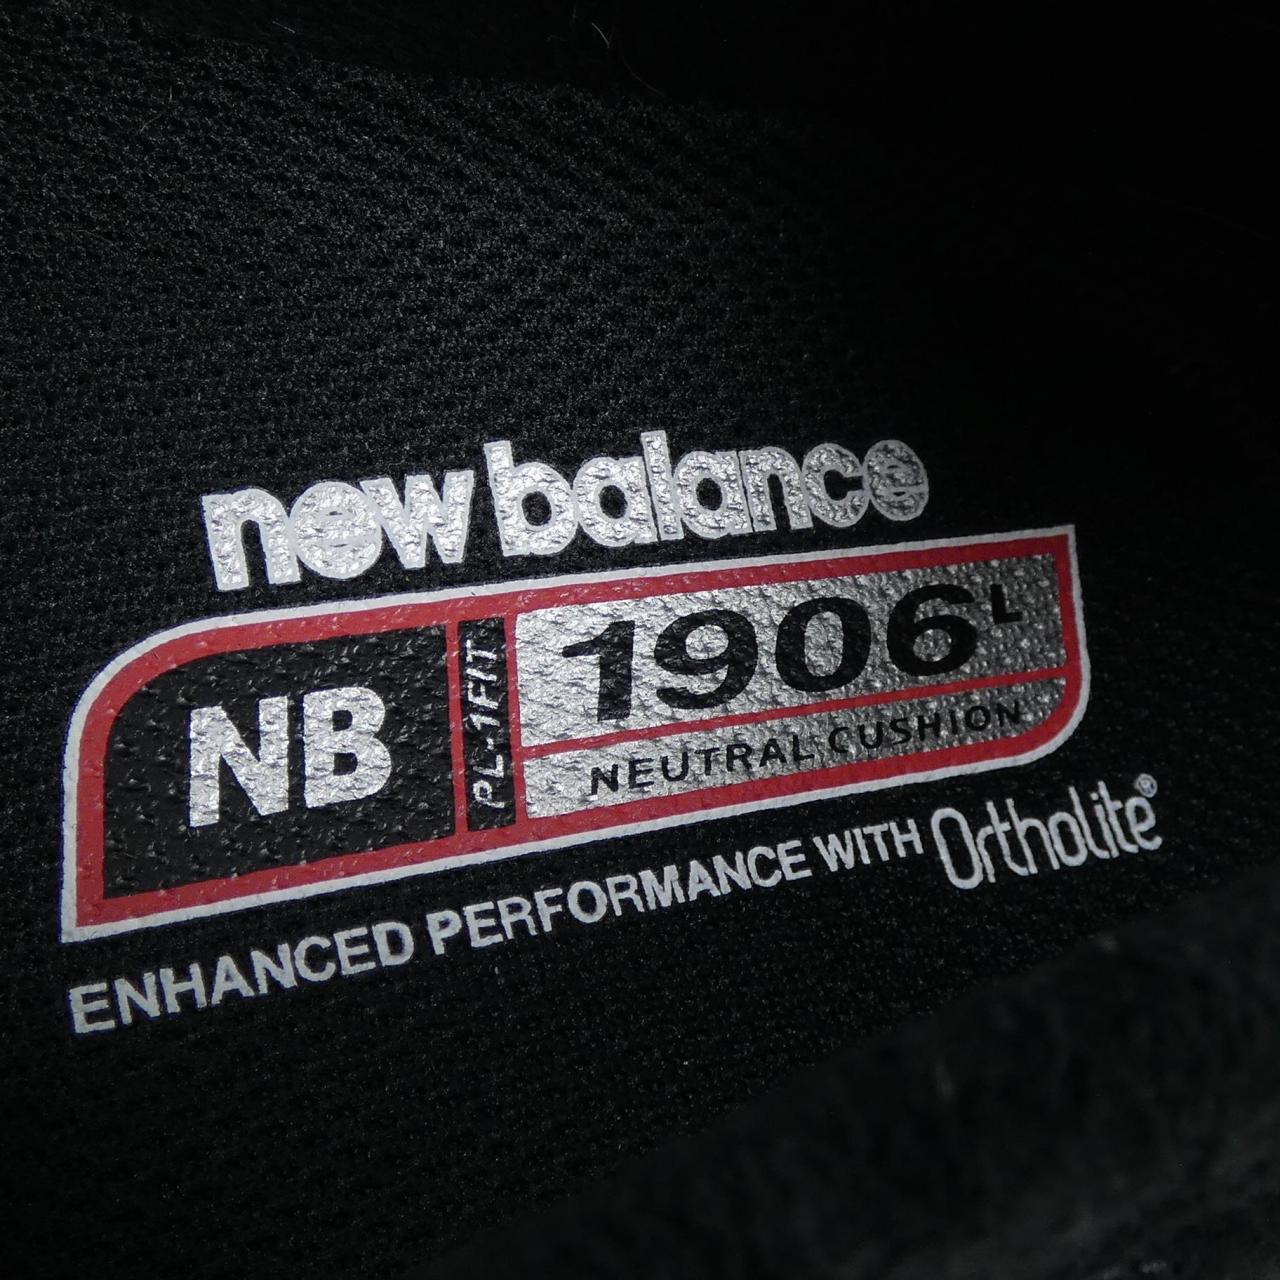 new balance
NB PL-1FIT 1906L
NEUTRAL CUSHION
ENHANCED PERFORMANCE WITH Ortholite®